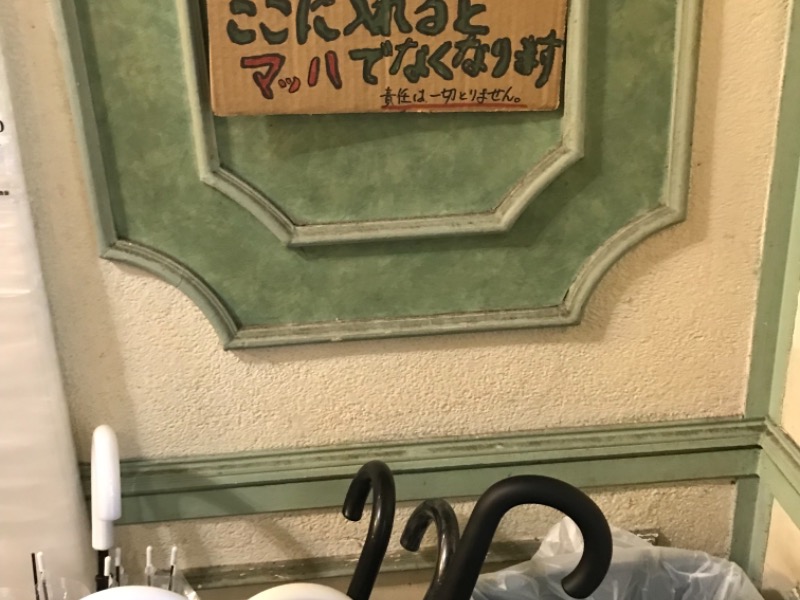 ここに入れると
マッハでなくなります
責任は一切とりません。